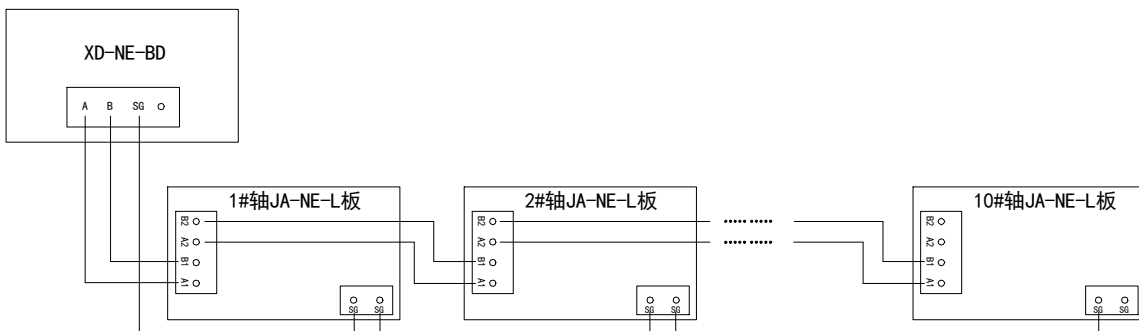 XD-NE-BD
A B SG
1#轴JA-NE-L板
B2
A2
B1
A1
SG SG
2#轴JA-NE-L板
B2
A2
B1
A1
SG SG
10#轴JA-NE-L板
B2
A2
B1
A1
SG SG